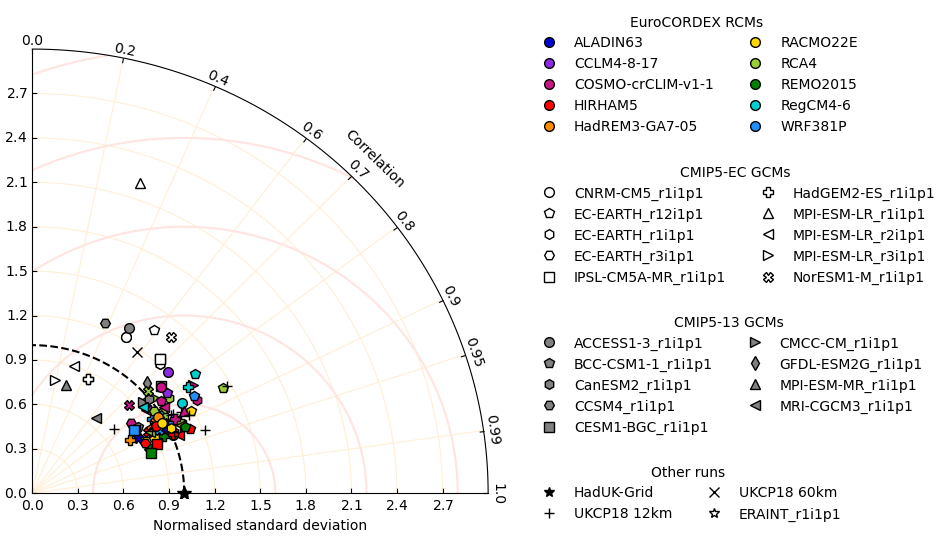 0.0
0.2
0.4
0.6
Correlation
0.7
0.8
0.9
0.95
0.99
1.0
2.7
2.4
2.1
1.8
1.5
1.2
0.9
0.6
0.3
0.0
0.0 0.3 0.6 0.9 1.2 1.5 1.8 2.1 2.4 2.7
Normalised standard deviation
EuroCORDEX RCMs
ALADIN63 RACMO22E
CCLM4-8-17 RCA4
COSMO-crCLIM-v1-1 REMO2015
HIRHAM5 RegCM4-6
HadREM3-GA7-05 WRF381P
CMIP5-EC GCMs
CNRM-CM5_r1i1p1 HadGEM2-ES_r1i1p1
EC-EARTH_r12i1p1 MPI-ESM-LR_r1i1p1
EC-EARTH_r1i1p1 MPI-ESM-LR_r2i1p1
EC-EARTH_r3i1p1 MPI-ESM-LR_r3i1p1
IPSL-CM5A-MR_r1i1p1 NorESM1-M_r1i1p1
CMIP5-13 GCMs
ACCESS1-3_r1i1p1 CMCC-CM_r1i1p1
BCC-CSM1-1_r1i1p1 GFDL-ESM2G_r1i1p1
CanESM2_r1i1p1 MPI-ESM-MR_r1i1p1
CCSM4_r1i1p1 MRI-CGCM3_r1i1p1
CESM1-BGC_r1i1p1
Other runs
HadUK-Grid UKCP18 60km
UKCP18 12km ERAINT_r1i1p1